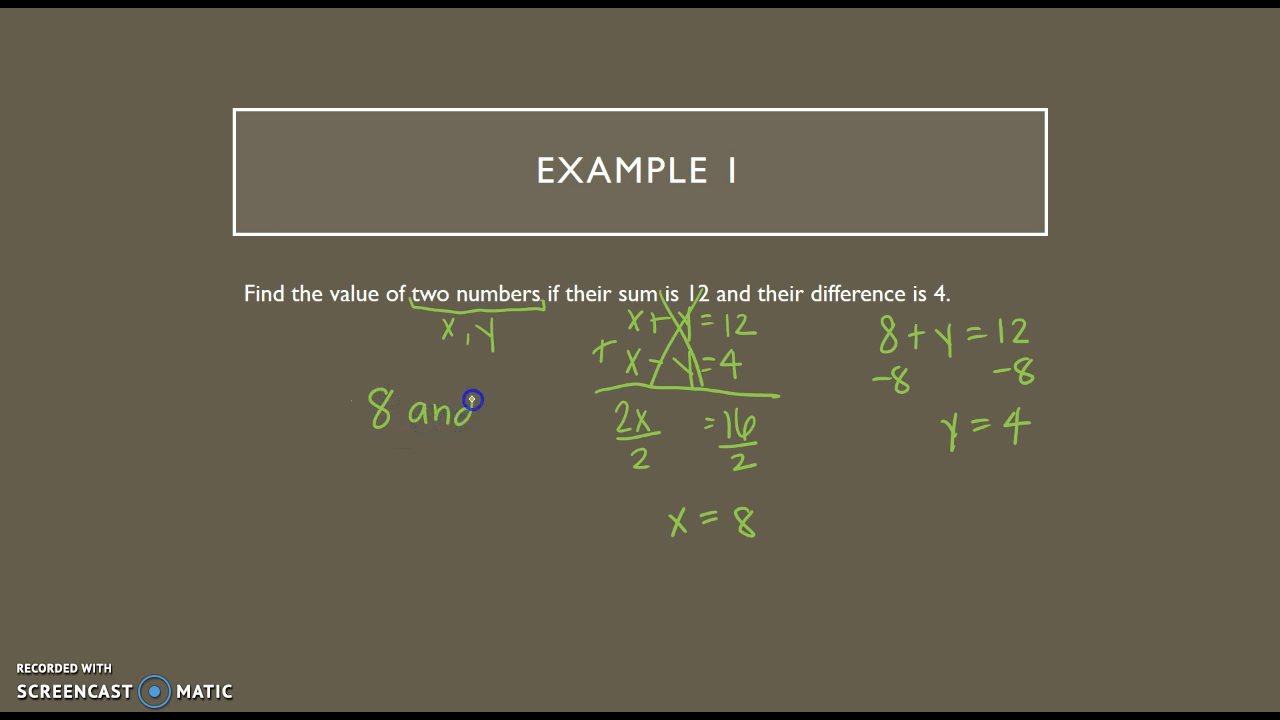 EXAMPLE 1
Find the value of two numbers if their sum is 12 and their difference is 4.
x, y
x + y = 12
+ x - y = 4
2x = 16
2 2
x = 8
8 + y = 12
-8 -8
y = 4
8 and
RECORDED WITH
SCREENCAST MATIC